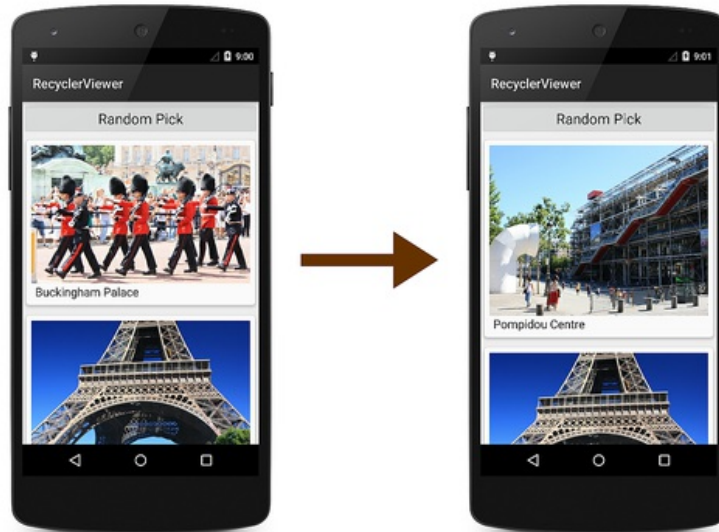 9:00
RecyclerViewer
Random Pick
Buckingham Palace
9:01
RecyclerViewer
Random Pick
Pompidou Centre